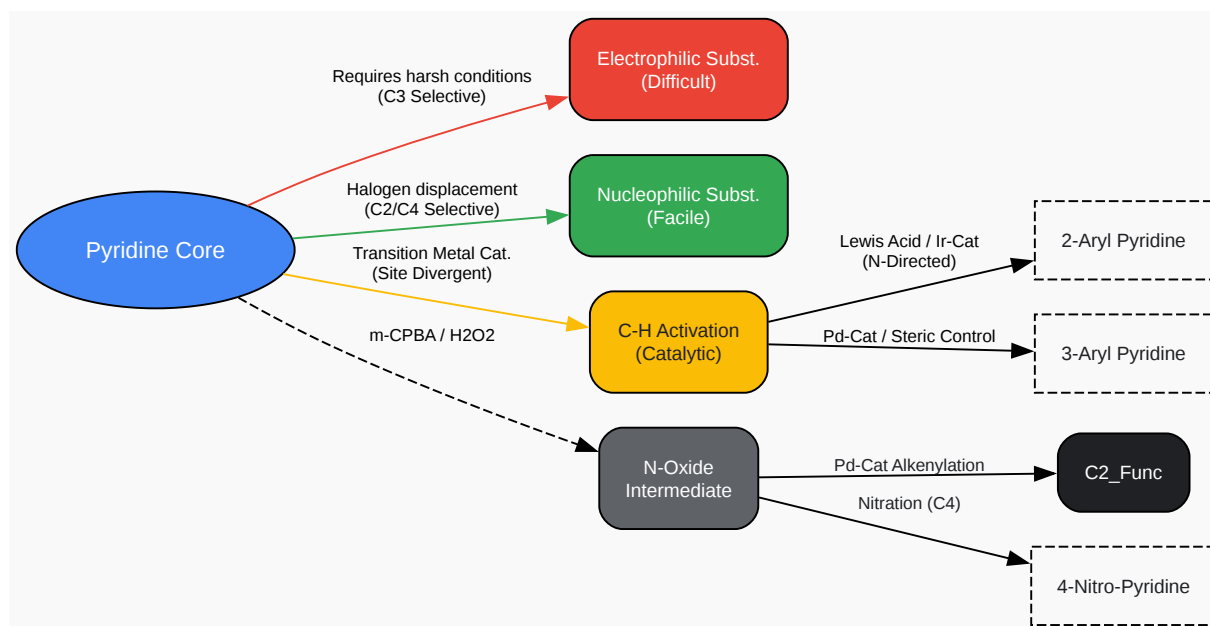 Electrophilic Subst.
(Difficult)
Requires harsh conditions
(C3 Selective)
Nucleophilic Subst.
(Facile)
Halogen displacement
(C2/C4 Selective)
Pyridine Core
Transition Metal Cat.
(Site Divergent)
Lewis Acid / Ir-Cat
(N-Directed)
2-Aryl Pyridine
C-H Activation
(Catalytic)
m-CPBA / H2O2
Pd-Cat / Steric Control
3-Aryl Pyridine
N-Oxide
Intermediate
Pd-Cat Alkenylation
C2_Func
Nitration (C4)
4-Nitro-Pyridine